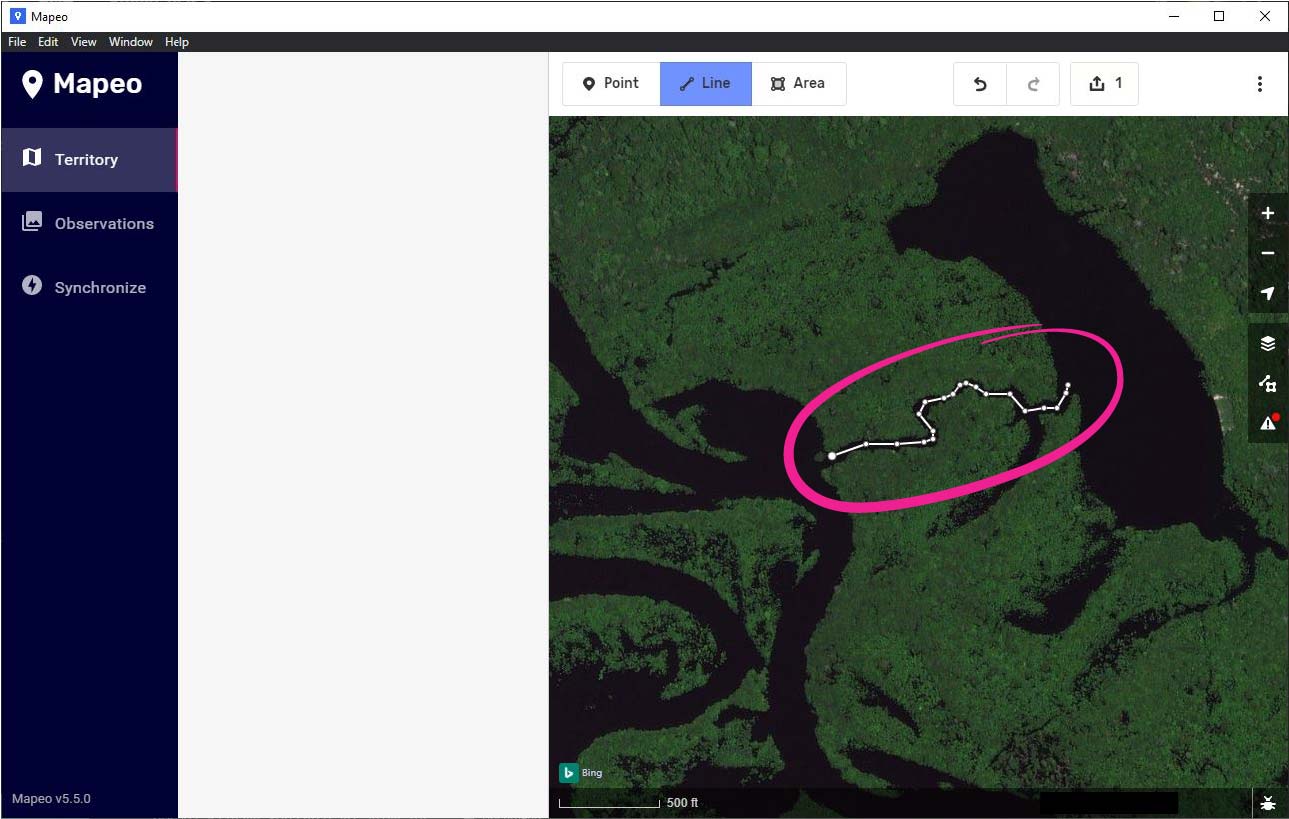 Mapeo
File Edit View Window Help
Mapeo
Point Line Area 1
Territory
Observations
Synchronize
Bing
Mapeo v5.5.0
500 ft